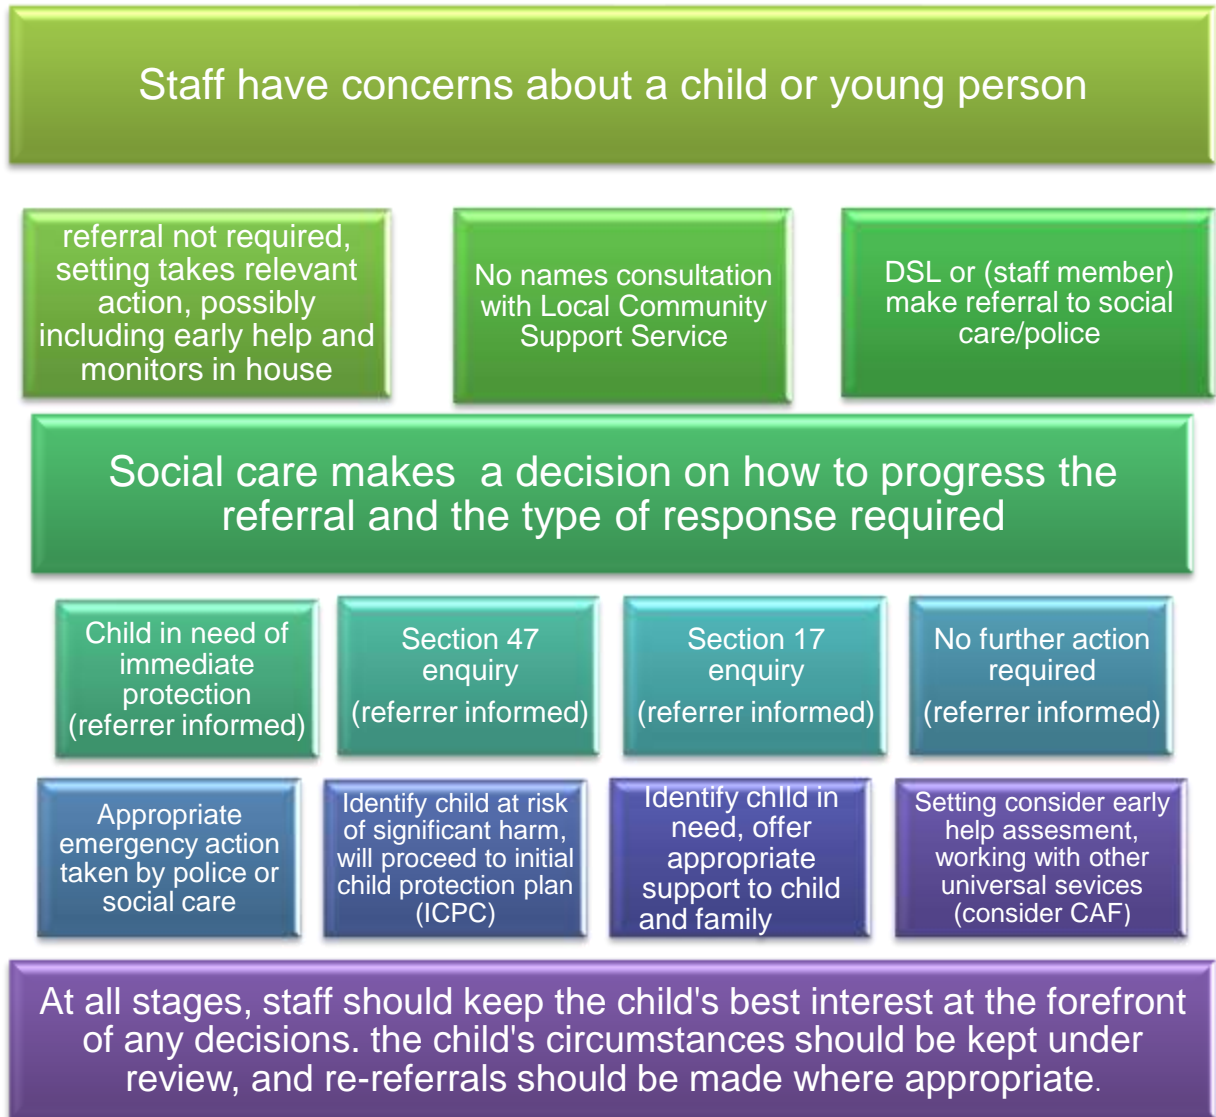 Staff have concerns about a child or young person
referral not required,
setting takes relevant
action, possibly
including early help and
monitors in house
No names consultation
with Local Community
Support Service
DSL or (staff member)
make referral to social
care/police
Social care makes a decision on how to progress the
referral and the type of response required
Child in need of
immediate
protection
(referrer informed)
Section 47
enquiry
(referrer informed)
Section 17
enquiry
(referrer informed)
No further action
required
(referrer informed)
Appropriate
emergency action
taken by police or
social care
Identify child at risk
of significant harm,
will proceed to initial
child protection plan
(ICPC)
Identify chIld in
need, offer
appropriate
support to child
and family
Setting consider early
help assesment,
working with other
universal sevices
(consider CAF)
At all stages, staff should keep the child's best interest at the forefront
of any decisions. the child's circumstances should be kept under
review, and re-referrals should be made where appropriate.